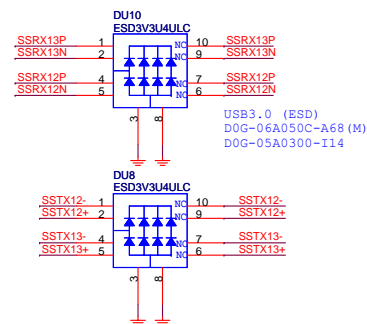 DU10
ESD3V3U4ULC
SSRX13P 1 NC 10 SSRX13P
SSRX13N 2 NC 9 SSRX13N
SSRX12P 4 NC 7 SSRX12P
SSRX12N 5 NC 6 SSRX12N
3 8
USB3.0 (ESD)
D0G-06A050C-A68(M)
D0G-05A0300-I14
DU8
ESD3V3U4ULC
SSTX12- 1 NC 10 SSTX12-
SSTX12+ 2 NC 9 SSTX12+
SSTX13- 4 NC 7 SSTX13-
SSTX13+ 5 NC 6 SSTX13+
3 8